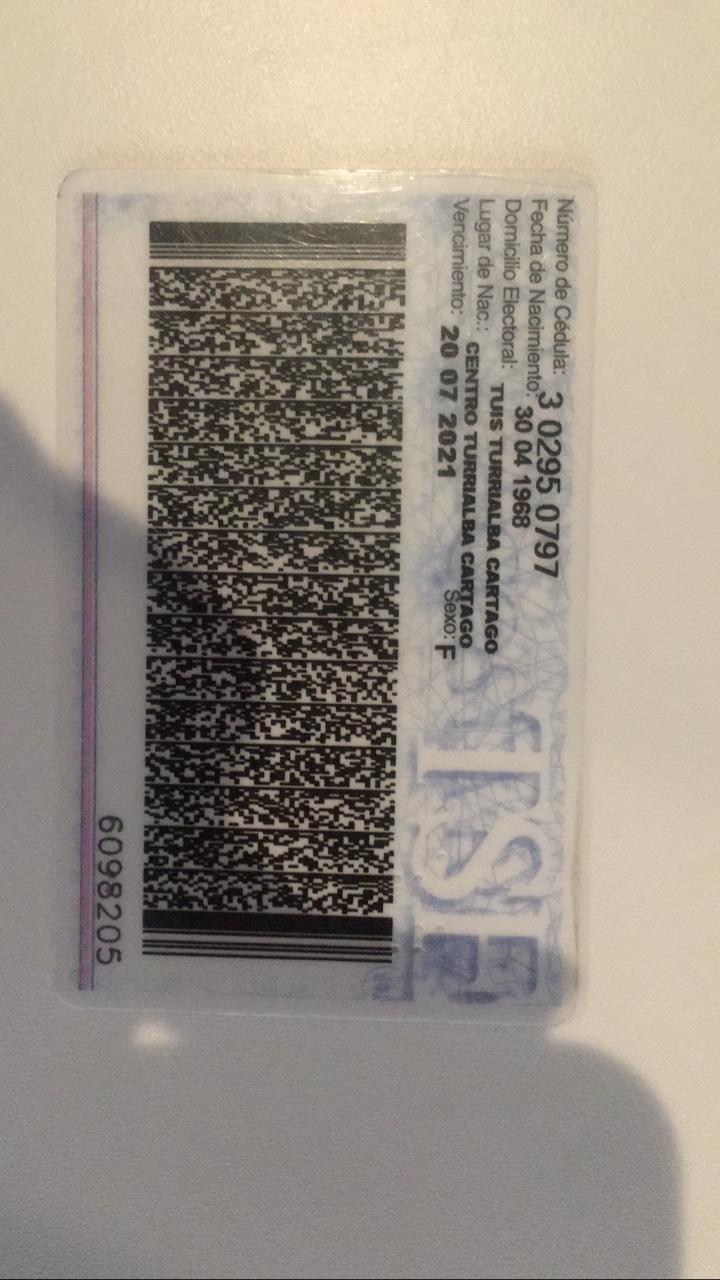 Número de Cédula: 3 0295 0797
Fecha de Nacimiento: 30 04 1968
Domicilio Electoral: TUIS TURRIALBA CARTAGO
Lugar de Nac.: CENTRO TURRIALBA CARTAGO
Vencimiento: 20 07 2021 Sexo: F
TSE
6098205